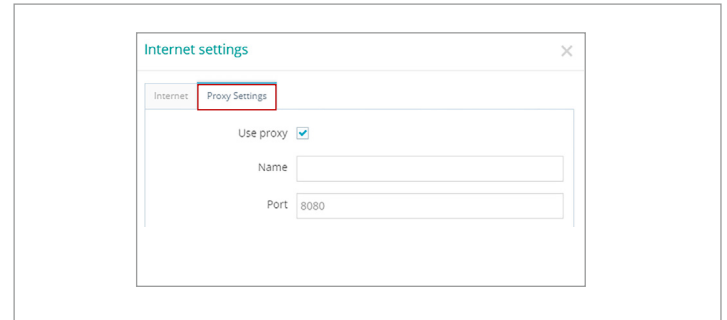 Internet settings
Internet
Proxy Settings
Use proxy
Name
Port
8080